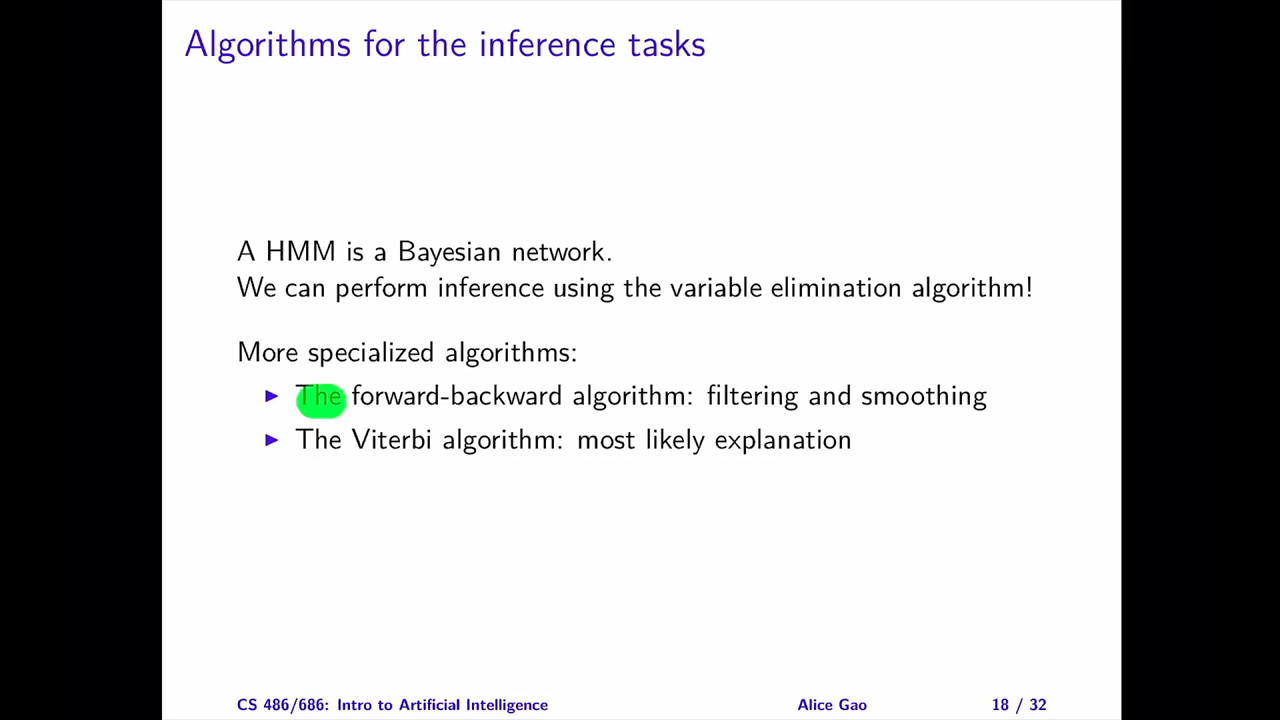 Algorithms for the inference tasks
A HMM is a Bayesian network.
We can perform inference using the variable elimination algorithm!
More specialized algorithms:
▶ The forward-backward algorithm: filtering and smoothing
▶ The Viterbi algorithm: most likely explanation
CS 486/686: Intro to Artificial Intelligence Alice Gao 18 / 32